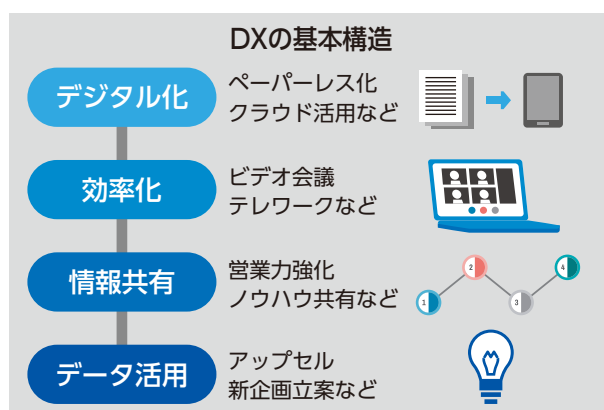 DXの基本構造
デジタル化
ペーパーレス化
クラウド活用など
効率化
ビデオ会議
テレワークなど
情報共有
営業力強化
ノウハウ共有など
1
2
3
4
データ活用
アップセル
新企画立案など